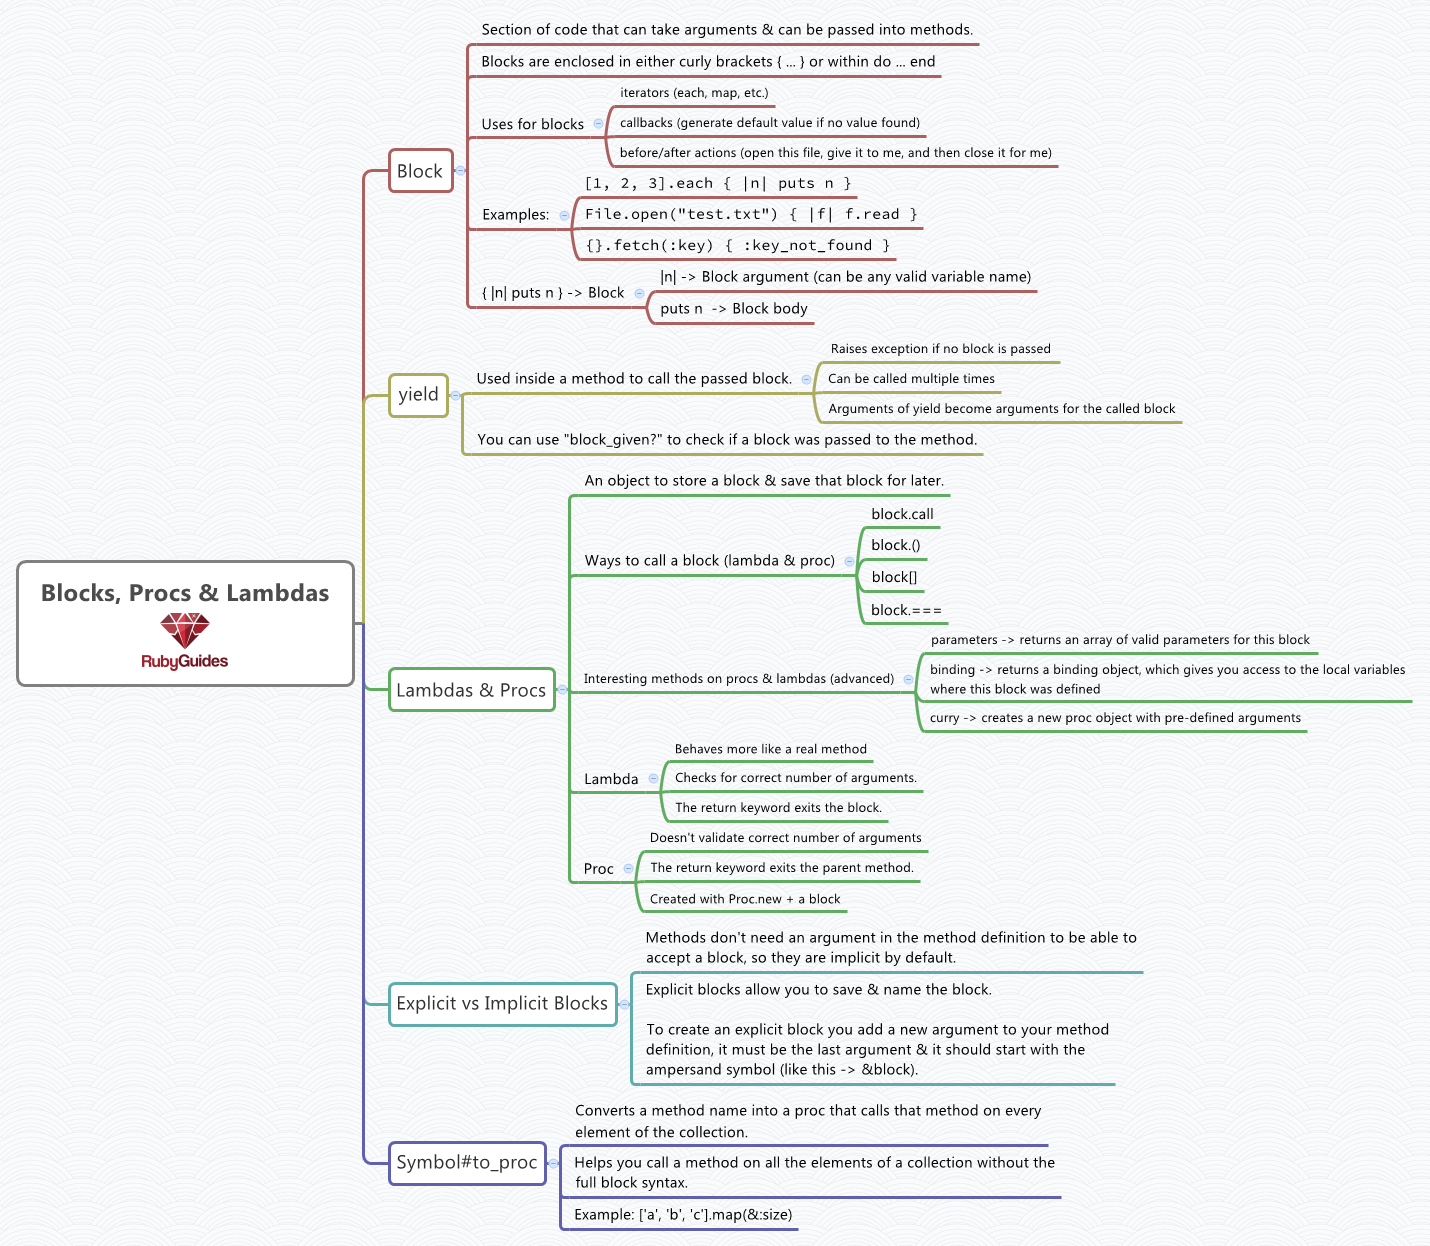 Blocks, Procs & Lambdas
RubyGuides
Block
Section of code that can take arguments & can be passed into methods.
Blocks are enclosed in either curly brackets { ... } or within do ... end
Uses for blocks
iterators (each, map, etc.)
callbacks (generate default value if no value found)
before/after actions (open this file, give it to me, and then close it for me)
Examples:
[1, 2, 3].each { |n| puts n }
File.open("test.txt") { |f| f.read }
{}.fetch(:key) { :key_not_found }
{ |n| puts n } -> Block
|n| -> Block argument (can be any valid variable name)
puts n  -> Block body
yield
Used inside a method to call the passed block.
Raises exception if no block is passed
Can be called multiple times
Arguments of yield become arguments for the called block
You can use "block_given?" to check if a block was passed to the method.
Lambdas & Procs
An object to store a block & save that block for later.
Ways to call a block (lambda & proc)
block.call
block.()
block[]
block.===
Interesting methods on procs & lambdas (advanced)
parameters -> returns an array of valid parameters for this block
binding -> returns a binding object, which gives you access to the local variables
where this block was defined
curry -> creates a new proc object with pre-defined arguments
Lambda
Behaves more like a real method
Checks for correct number of arguments.
The return keyword exits the block.
Proc
Doesn't validate correct number of arguments
The return keyword exits the parent method.
Created with Proc.new + a block
Explicit vs Implicit Blocks
Methods don't need an argument in the method definition to be able to
accept a block, so they are implicit by default.
Explicit blocks allow you to save & name the block.
To create an explicit block you add a new argument to your method
definition, it must be the last argument & it should start with the
ampersand symbol (like this -> &block).
Symbol#to_proc
Converts a method name into a proc that calls that method on every
element of the collection.
Helps you call a method on all the elements of a collection without the
full block syntax.
Example: ['a', 'b', 'c'].map(&:size)